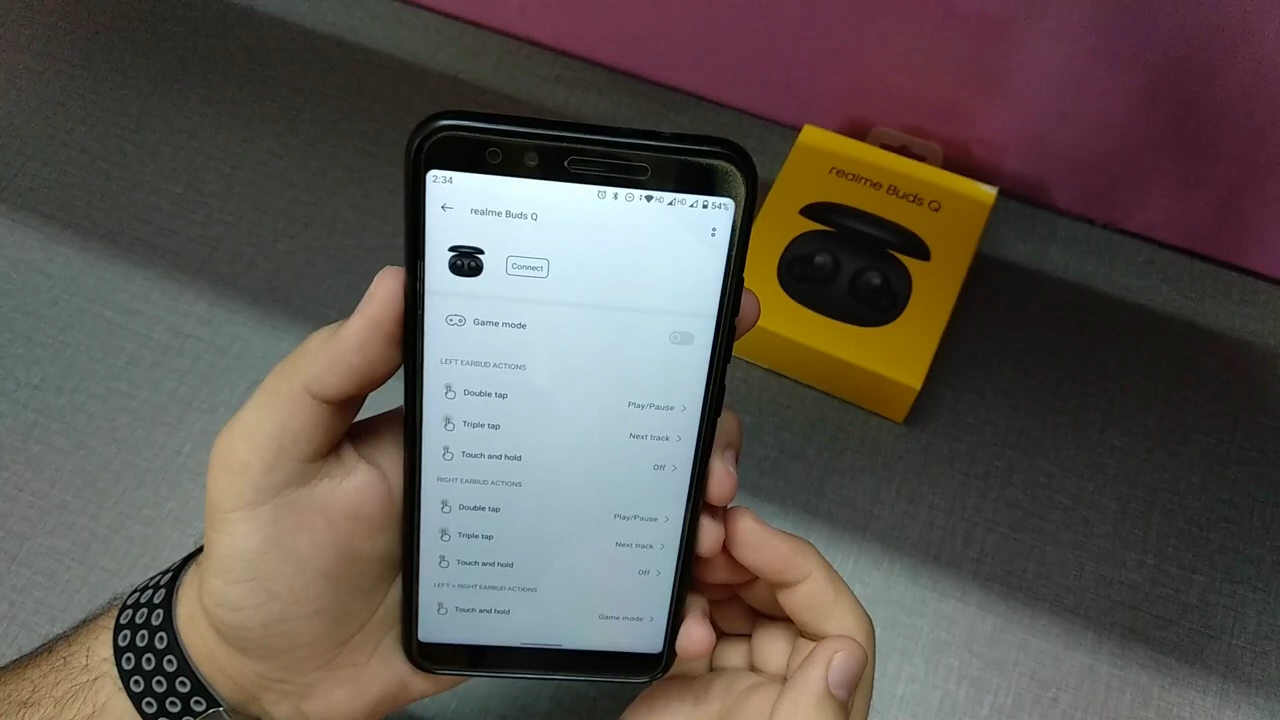 2:34
HD HD 54%
realme Buds Q
Connect
Game mode
LEFT EARBUD ACTIONS
Double tap Play/Pause
Triple tap Next track
Touch and hold Off
RIGHT EARBUD ACTIONS
Double tap Play/Pause
Triple tap Next track
Touch and hold Off
LEFT + RIGHT EARBUD ACTIONS
Touch and hold Game mode
realme Buds Q